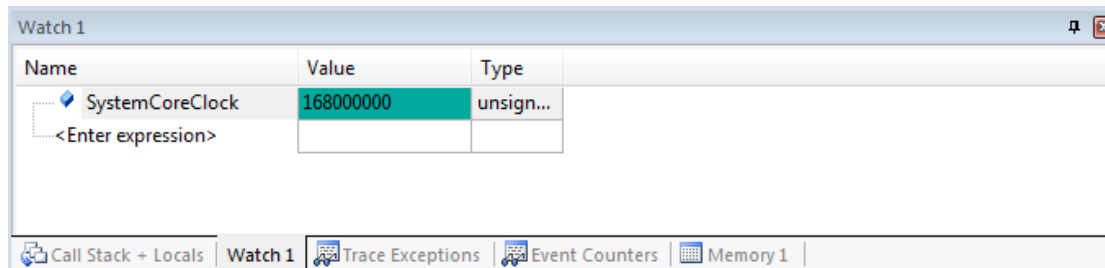 Watch 1
Name Value Type
SystemCoreClock 168000000 unsign...
<Enter expression>
Call Stack + Locals Watch 1 Trace Exceptions Event Counters Memory 1